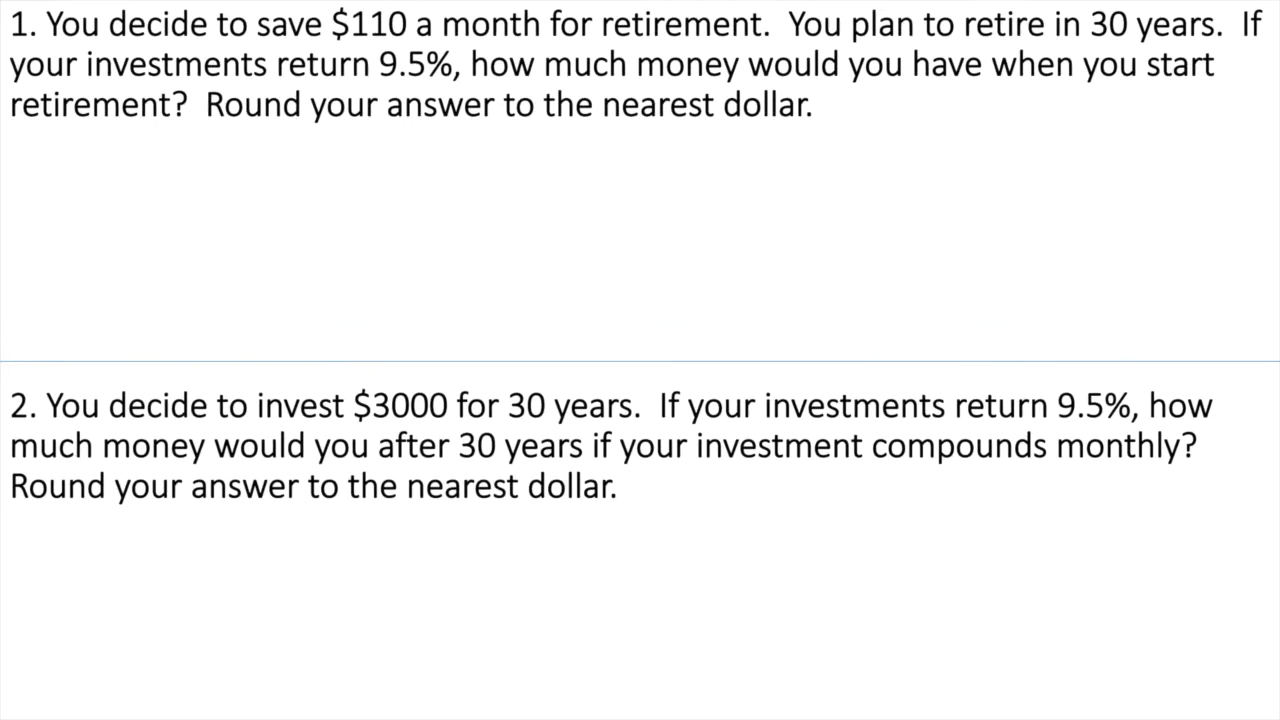 1. You decide to save $110 a month for retirement.  You plan to retire in 30 years.  If
your investments return 9.5%, how much money would you have when you start
retirement?  Round your answer to the nearest dollar.
2. You decide to invest $3000 for 30 years.  If your investments return 9.5%, how
much money would you after 30 years if your investment compounds monthly?
Round your answer to the nearest dollar.